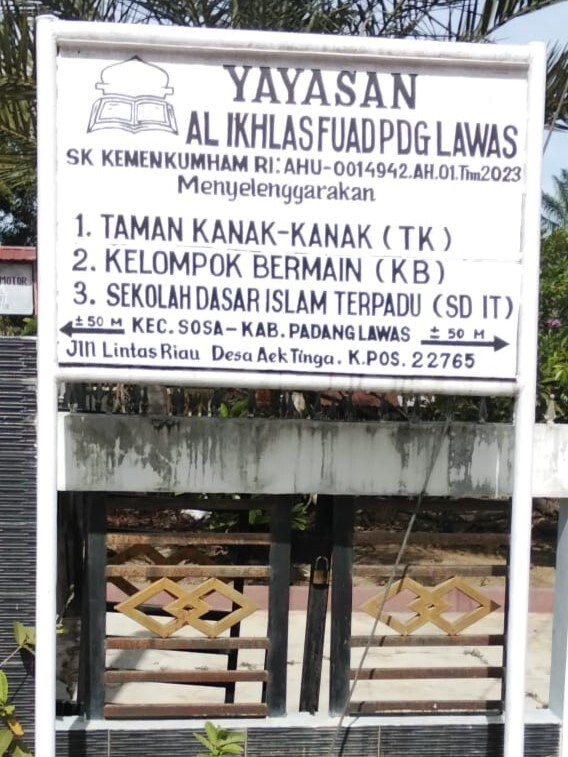 YAYASAN
AL IKHLAS FUAD PDG LAWAS
SK KEMENKUMHAM RI: AHU-0014942.AH.01.Thn2023
Menyelenggarakan
1. TAMAN KANAK-KANAK (TK)
2. KELOMPOK BERMAIN (KB)
3. SEKOLAH DASAR ISLAM TERPADU (SD IT)
± 50 M KEC. SOSA - KAB. PADANG LAWAS ± 50 M
Jln Lintas Riau Desa Aek Tinga. K.POS. 22765
MOTOR